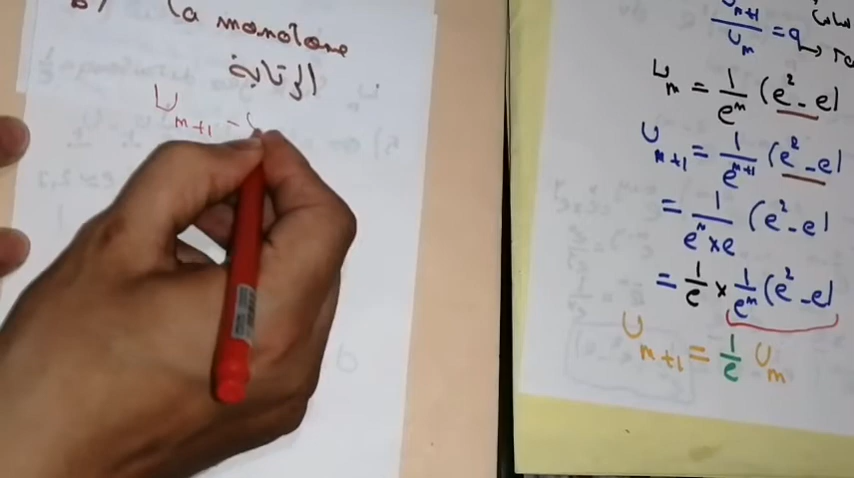 La monotone
الرتابة
U_{n+1} -
U_{n+1}/U_n = q →
U_n = 1/e^n (e² - e)
U_{n+1} = 1/e^{n+1} (e² - e)
= 1/(e^n × e) (e² - e)
= 1/e × 1/e^n (e² - e)
U_{n+1} = 1/e U_n